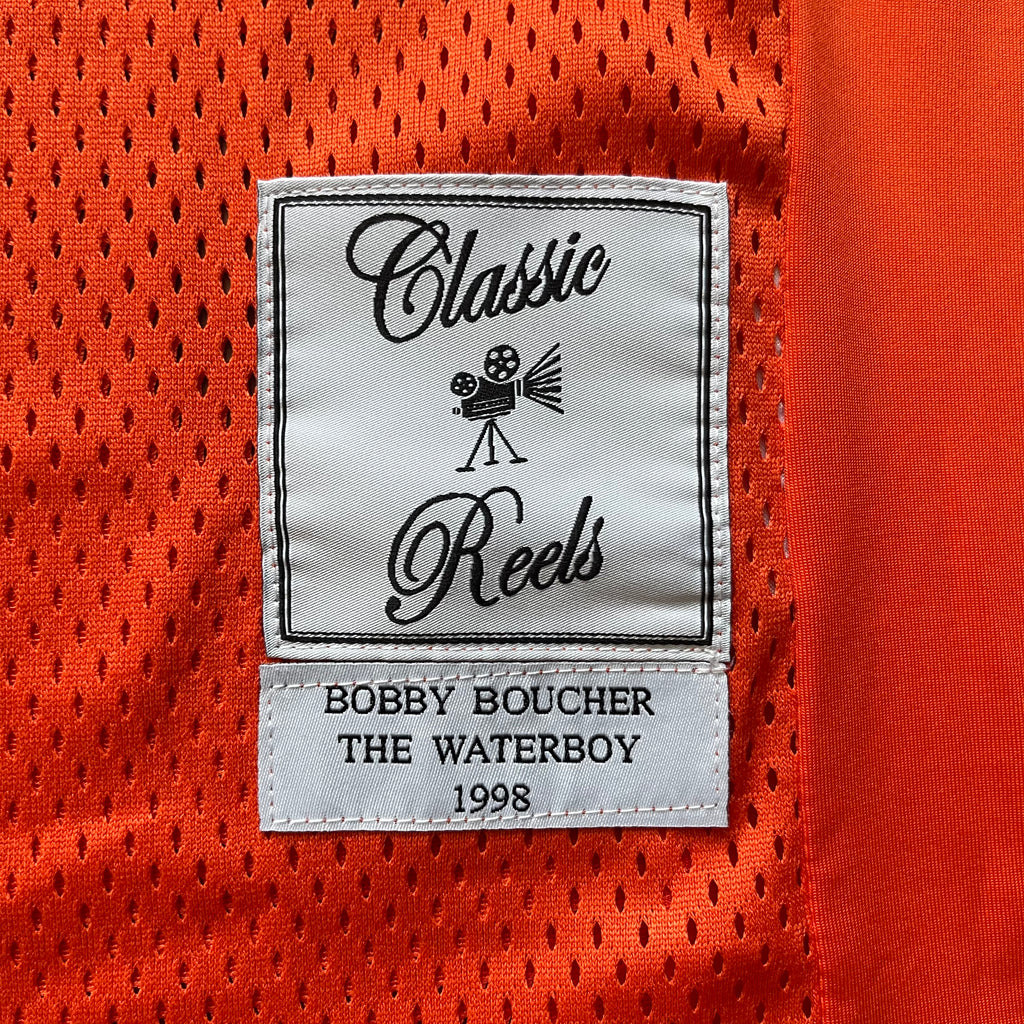 Classic
Reels
BOBBY BOUCHER
THE WATERBOY
1998